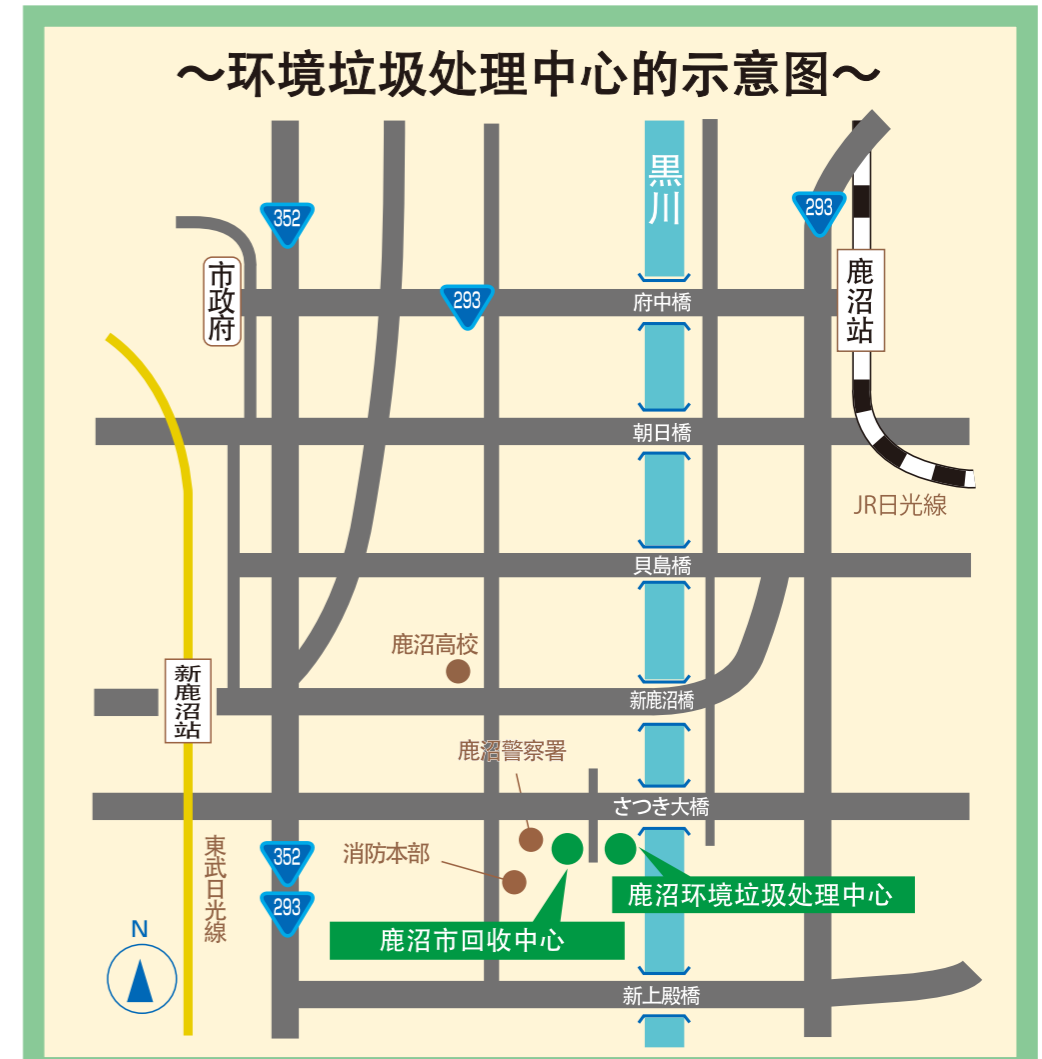 ～环境垃圾处理中心的示意图～
黒川
352
293
市政府
293
府中橋
鹿沼站
朝日橋
JR日光線
貝島橋
鹿沼高校
新鹿沼站
新鹿沼橋
鹿沼警察署
さつき大橋
東武日光線
352
消防本部
293
鹿沼环境垃圾处理中心
鹿沼市回收中心
N
新上殿橋